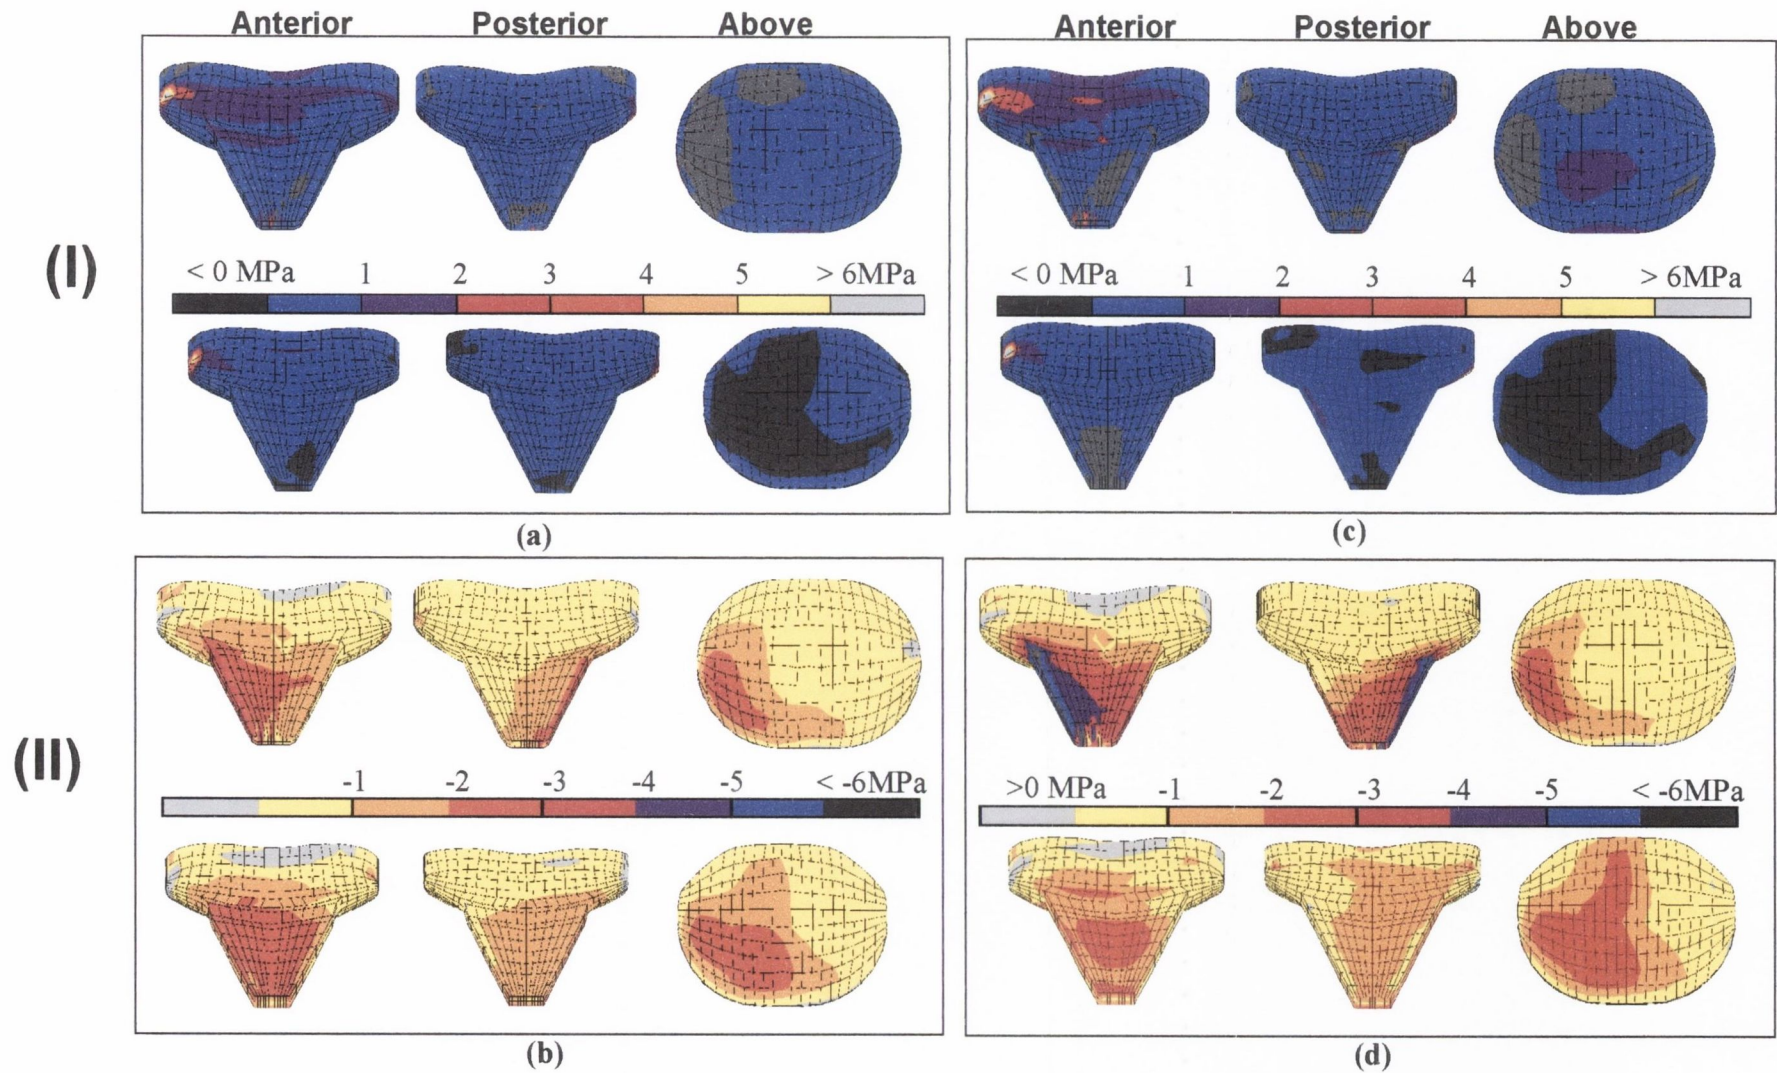 Anterior Posterior Above Anterior Posterior Above
(I)
< 0 MPa 1 2 3 4 5 > 6MPa
< 0 MPa 1 2 3 4 5 > 6MPa
(a)
(c)
(II)
-1 -2 -3 -4 -5 < -6MPa
>0 MPa -1 -2 -3 -4 -5 < -6MPa
(b)
(d)